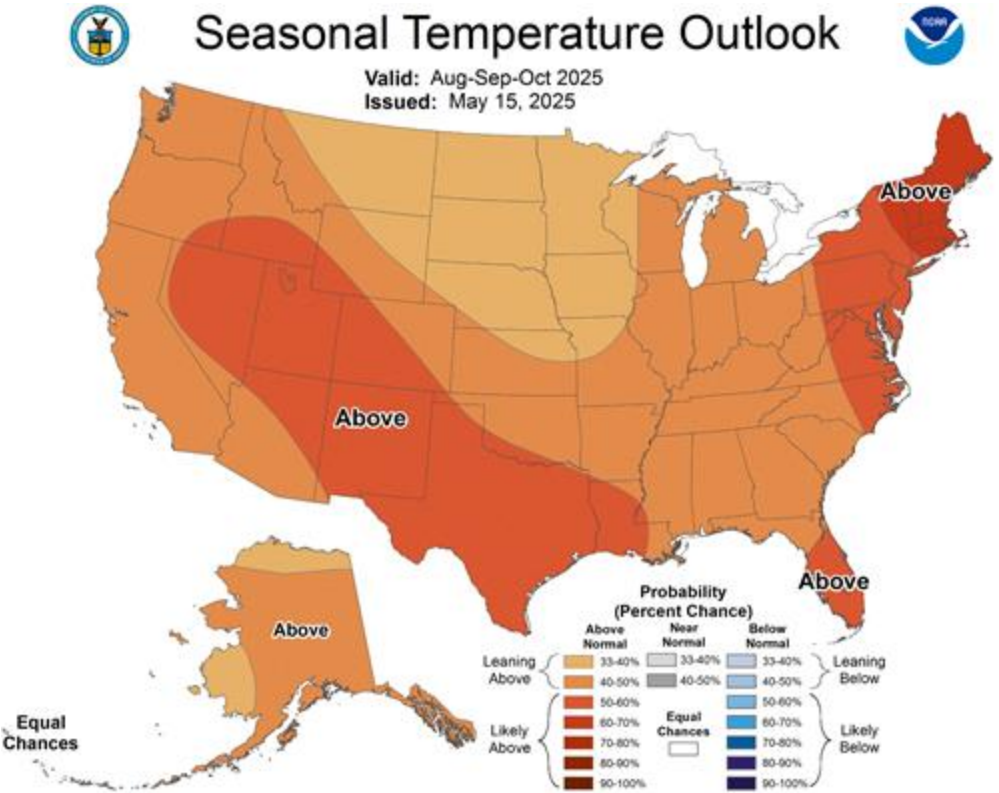 NOAA
Seasonal Temperature Outlook
Valid: Aug-Sep-Oct 2025
Issued: May 15, 2025
Above
Above
Above
Above
Equal
Chances
Probability
(Percent Chance)
Above
Normal
Near
Normal
Below
Normal
Leaning
Above
33-40%
40-50%
33-40%
40-50%
33-40%
40-50%
Leaning
Below
Likely
Above
50-60%
60-70%
70-80%
80-90%
90-100%
Equal
Chances
50-60%
60-70%
70-80%
80-90%
90-100%
Likely
Below